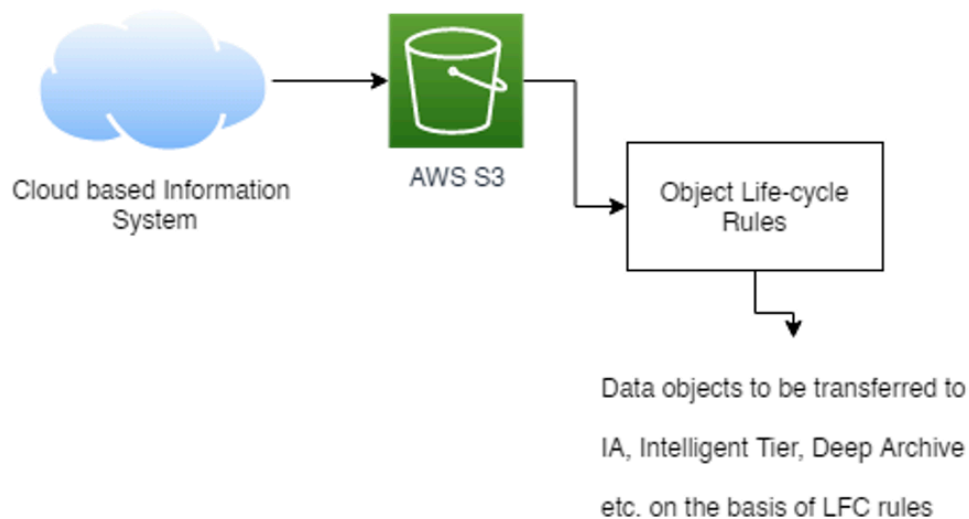 Cloud based Information
System
AWS S3
Object Life-cycle
Rules
Data objects to be transferred to
IA, Intelligent Tier, Deep Archive
etc. on the basis of LFC rules